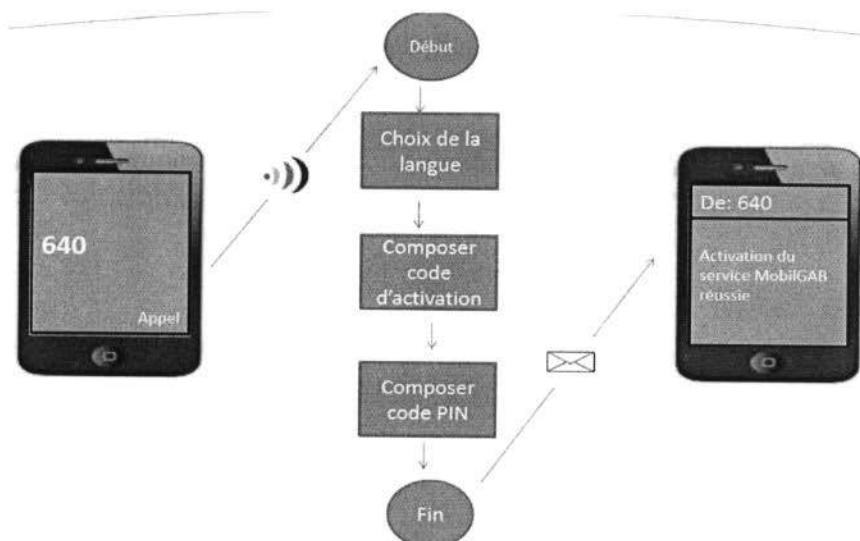 Début
Choix de la
langue
640
Appel
Composer
code
d'activation
Composer
code PIN
Fin
De: 640
Activation du
service MobilGAB
réussie